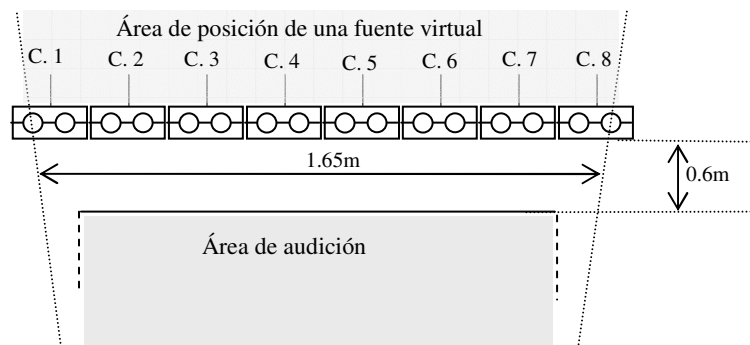 Área de posición de una fuente virtual
C. 1 C. 2 C. 3 C. 4 C. 5 C. 6 C. 7 C. 8
1.65m
0.6m
Área de audición